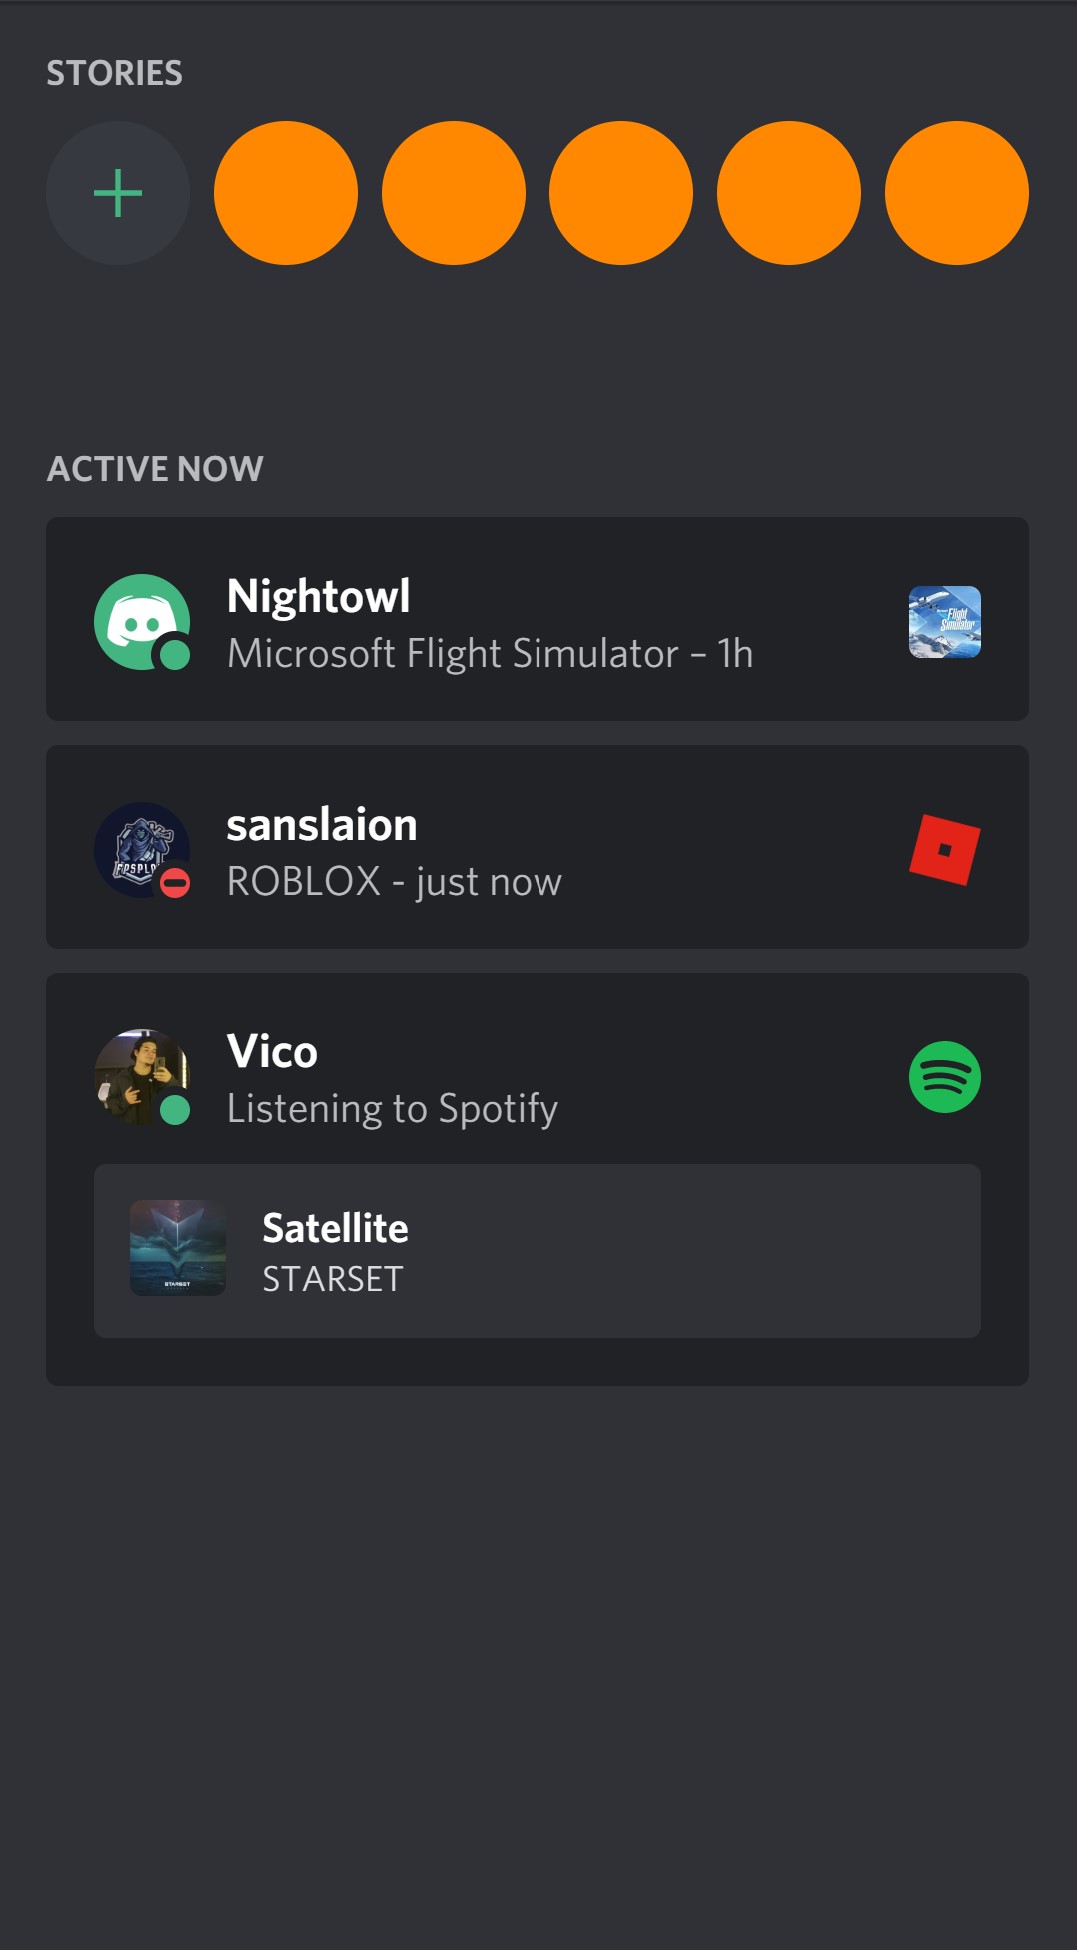 STORIES
ACTIVE NOW
Nightowl
Microsoft Flight Simulator – 1h
Flight
Simulator
sanslaion
ROBLOX - just now
Vico
Listening to Spotify
Satellite
STARSET
STARSET